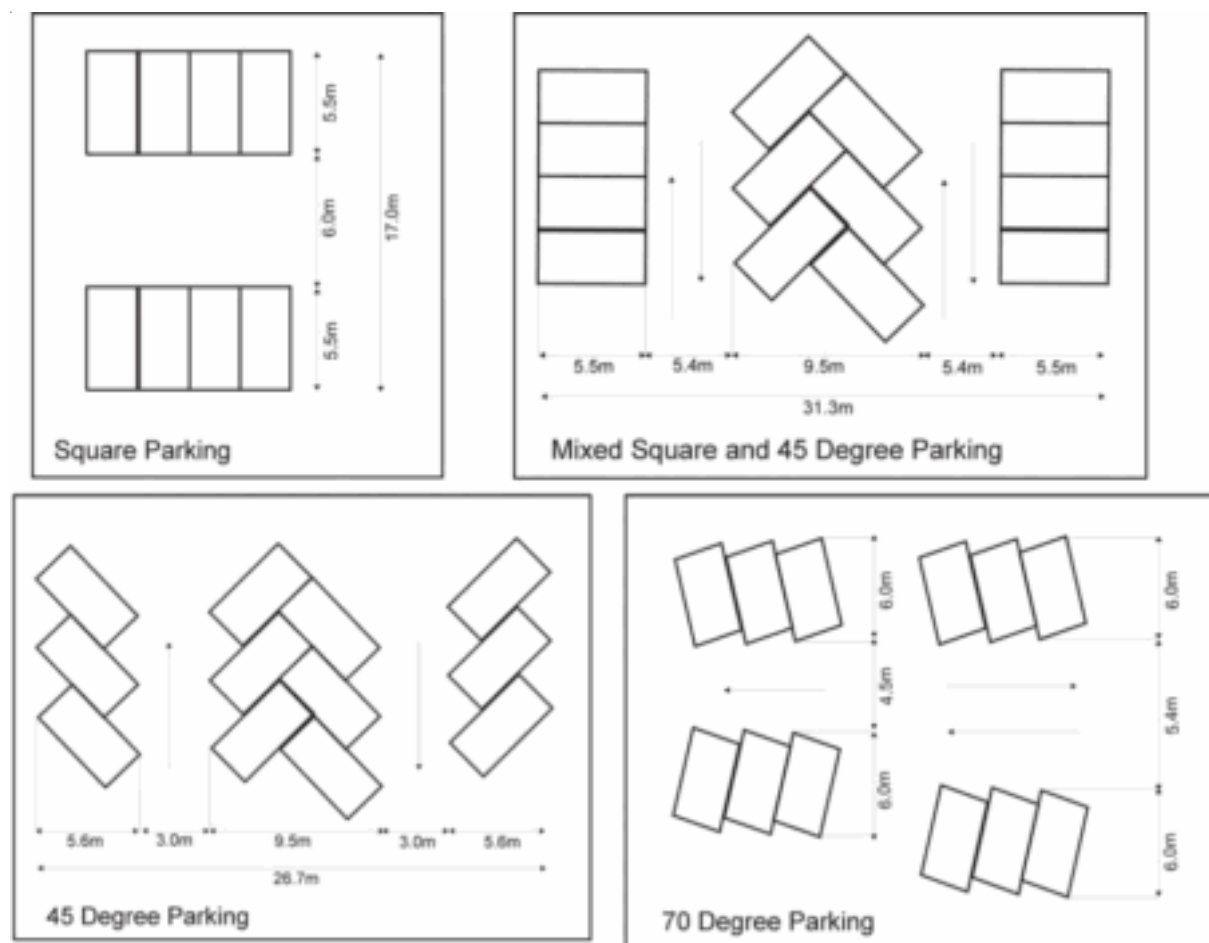 5.5m
6.0m
17.0m
5.5m
Square Parking
5.5m 5.4m 9.5m 5.4m 5.5m
31.3m
Mixed Square and 45 Degree Parking
5.6m 3.0m 9.5m 3.0m 5.6m
26.7m
45 Degree Parking
6.0m
4.5m
6.0m
6.0m
5.4m
6.0m
70 Degree Parking